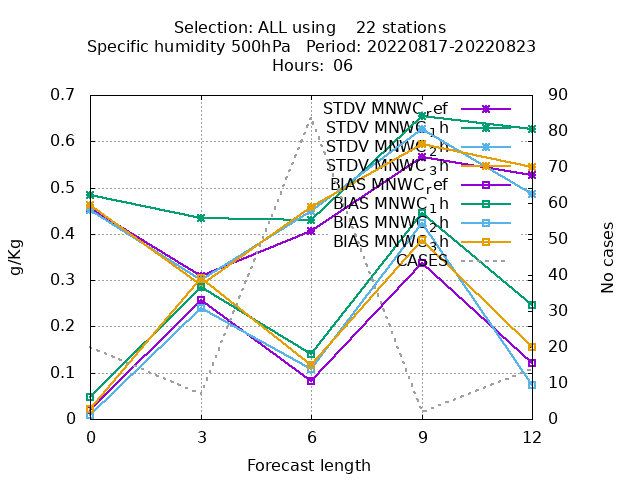 Selection: ALL using 22 stations
Specific humidity 500hPa Period: 20220817-20220823
Hours: 06
0.7
0.6
0.5
0.4
0.3
0.2
0.1
0
g/Kg
90
80
70
60
50
40
30
20
10
0
No cases
STDV MNWC_ref
STDV MNWC_1h
STDV MNWC_2h
STDV MNWC_3h
BIAS MNWC_ref
BIAS MNWC_1h
BIAS MNWC_2h
BIAS MNWC_3h
CASES
0 3 6 9 12
Forecast length